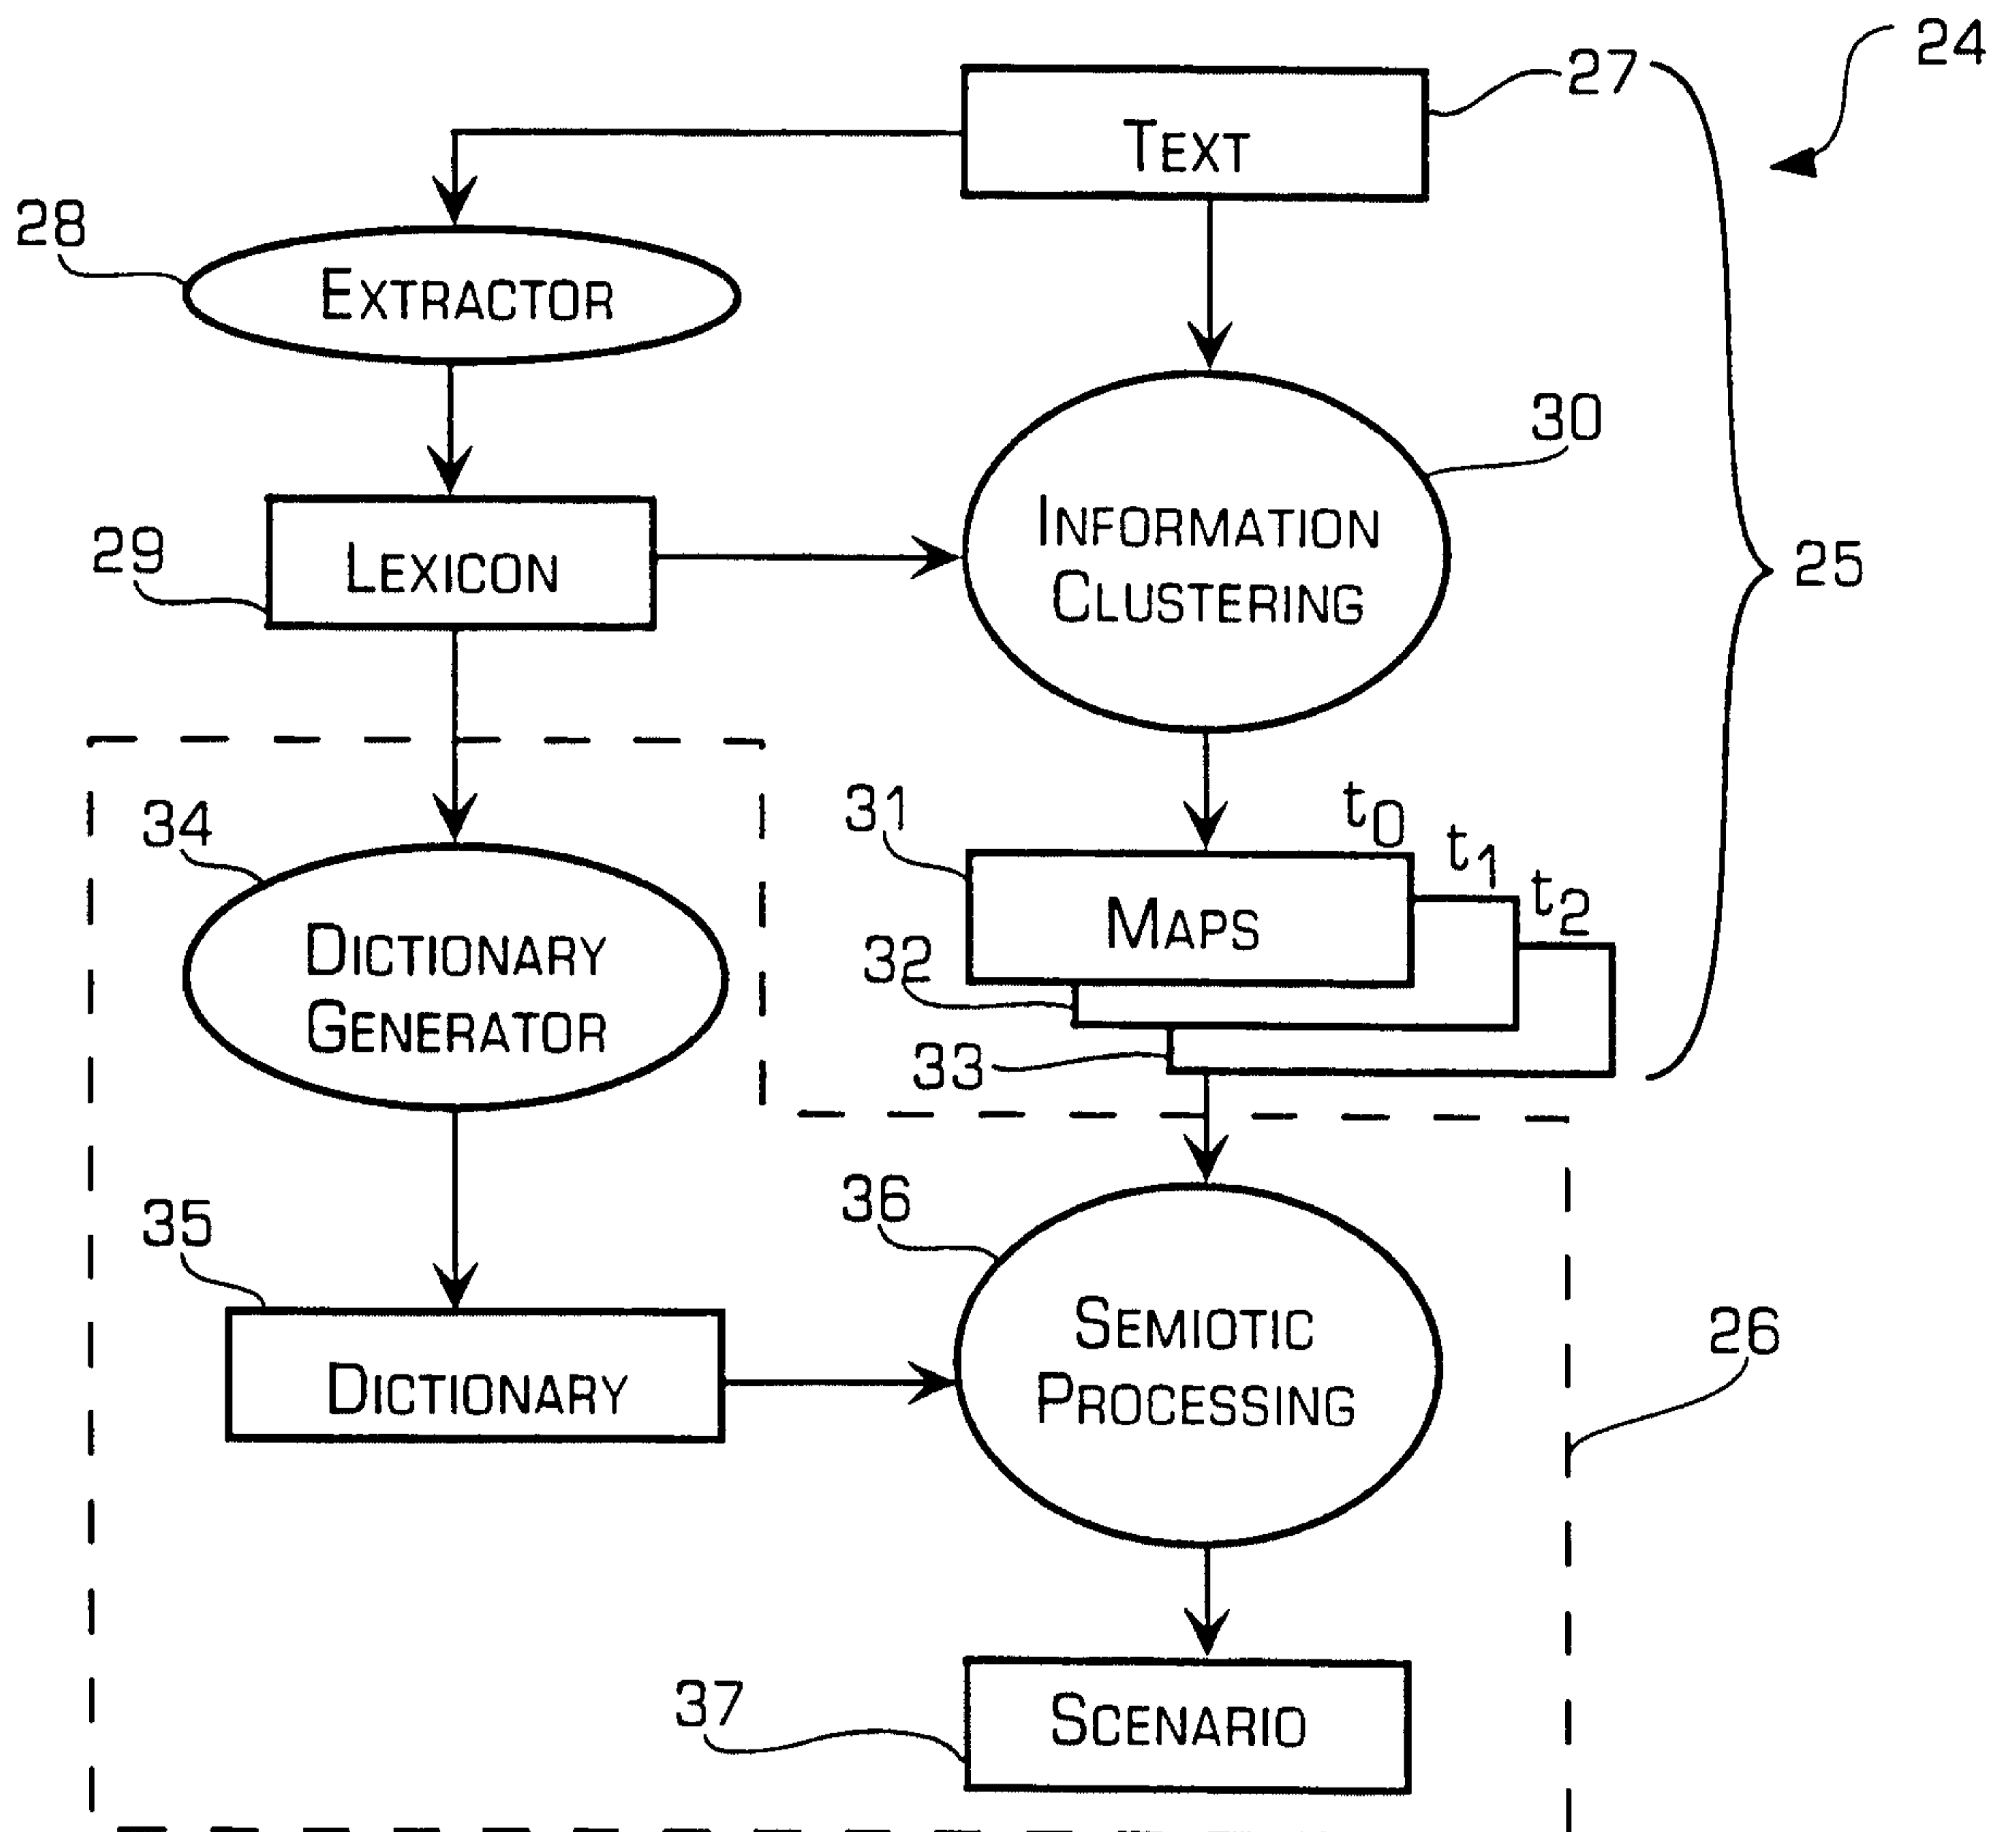 24
27
TEXT
28
EXTRACTOR
30
29
LEXICON
INFORMATION
CLUSTERING
25
31
t0
t1
t2
34
MAPS
32
DICTIONARY
GENERATOR
33
35
36
SEMIOTIC
PROCESSING
26
DICTIONARY
37
SCENARIO